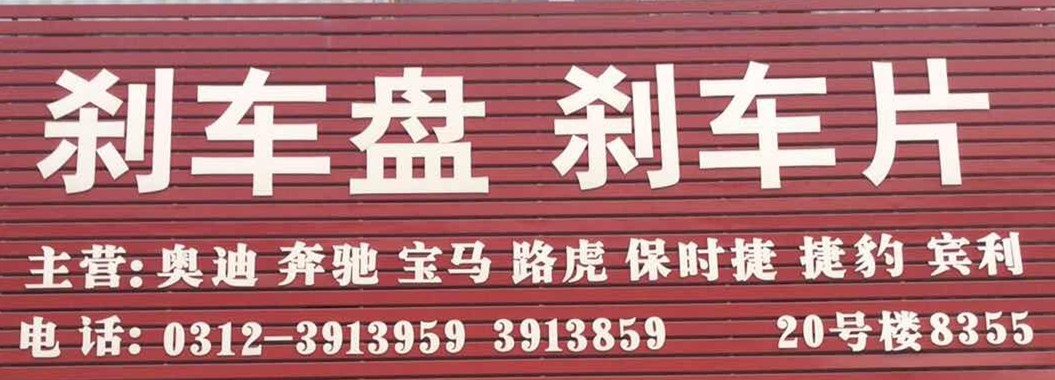 刹车盘 刹车片
主营:奥迪 奔驰 宝马 路虎 保时捷 捷豹 宾利
电话:0312-3913959 3913859 20号楼8355